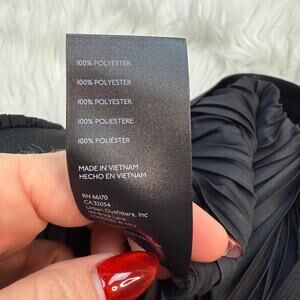 100% POLYESTER
100% POLYESTER
100% POLYESTER
100% POLIESTERE
100% POLIÉSTER
MADE IN VIETNAM
HECHO EN VIETNAM
RN 66170
CA 33054
Urban Outfitters, Inc